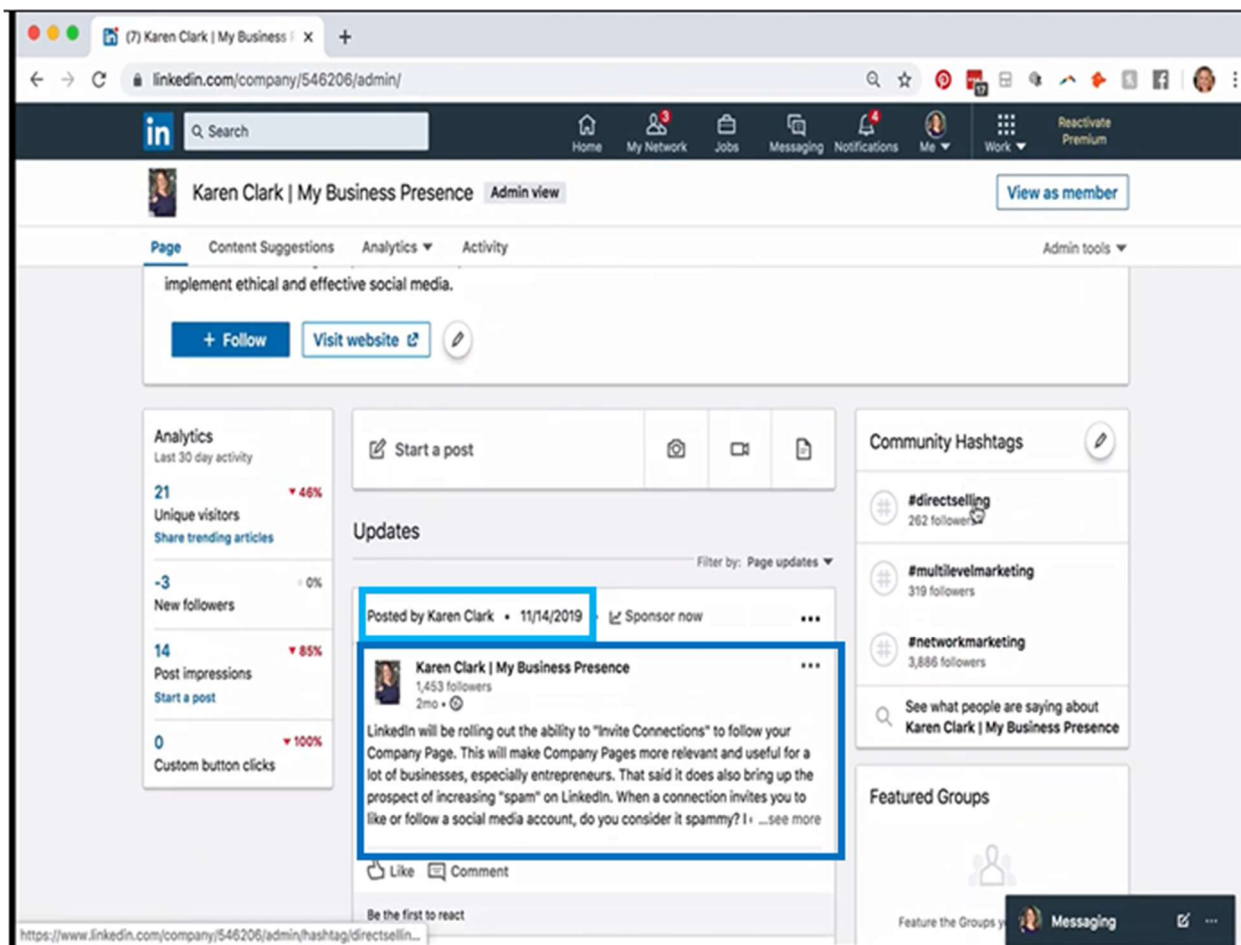 (7) Karen Clark | My Business
linkedin.com/company/546206/admin/
17
in
Search
Home
3
My Network
Jobs
Messaging
4
Notifications
Me
Work
Reactivate
Premium
Karen Clark | My Business Presence
Admin view
View as member
Page
Content Suggestions
Analytics
Activity
Admin tools
implement ethical and effective social media.
+ Follow
Visit website
Analytics
Last 30 day activity
21
46%
Unique visitors
Share trending articles
-3
0%
New followers
14
85%
Post impressions
Start a post
0
100%
Custom button clicks
Start a post
Updates
Filter by: Page updates
Posted by Karen Clark • 11/14/2019
Sponsor now
Karen Clark | My Business Presence
1,453 followers
2mo •
LinkedIn will be rolling out the ability to "Invite Connections" to follow your
Company Page. This will make Company Pages more relevant and useful for a
lot of businesses, especially entrepreneurs. That said it does also bring up the
prospect of increasing "spam" on LinkedIn. When a connection invites you to
like or follow a social media account, do you consider it spammy? I ...see more
Like
Comment
Be the first to react
Community Hashtags
#directselling
262 followers
#multilevelmarketing
319 followers
#networkmarketing
3,886 followers
See what people are saying about
Karen Clark | My Business Presence
Featured Groups
Feature the Groups
Messaging
https://www.linkedin.com/company/546206/admin/hashtag/directsellin...